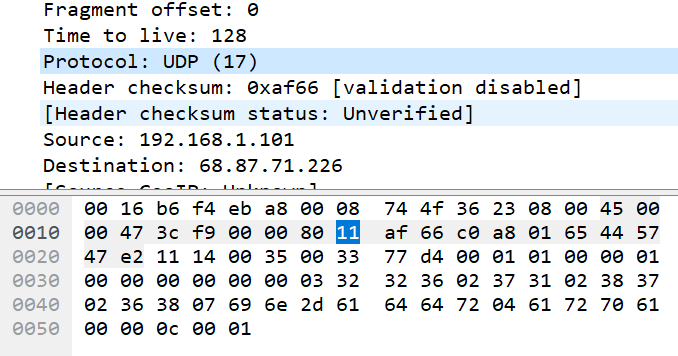 Fragment offset: 0
Time to live: 128
Protocol: UDP (17)
Header checksum: 0xaf66 [validation disabled]
[Header checksum status: Unverified]
Source: 192.168.1.101
Destination: 68.87.71.226
[Source GeoIP: Unknown]
0000 00 16 b6 f4 eb a8 00 08 74 4f 36 23 08 00 45 00
0010 00 47 3c f9 00 00 80 11 af 66 c0 a8 01 65 44 57
0020 47 e2 11 14 00 35 00 33 77 d4 00 01 01 00 00 01
0030 00 00 00 00 00 00 03 32 32 36 02 37 31 02 38 37
0040 02 36 38 07 69 6e 2d 61 64 64 72 04 61 72 70 61
0050 00 00 0c 00 01